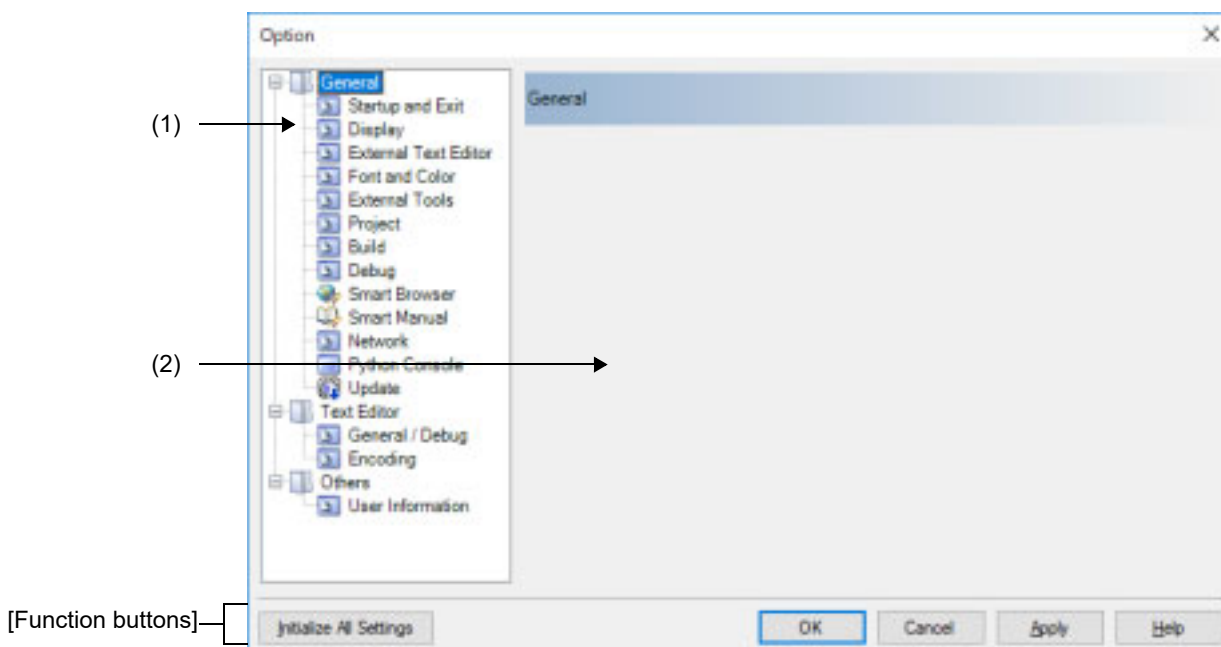 Option
General
General
Startup and Exit
(1)
Display
External Text Editor
Font and Color
External Tools
Project
Build
Debug
Smart Browser
Smart Manual
Network
(2)
Python Console
Update
Text Editor
General / Debug
Encoding
Others
User Information
[Function buttons]
Initialize All Settings
OK
Cancel
Apply
Help